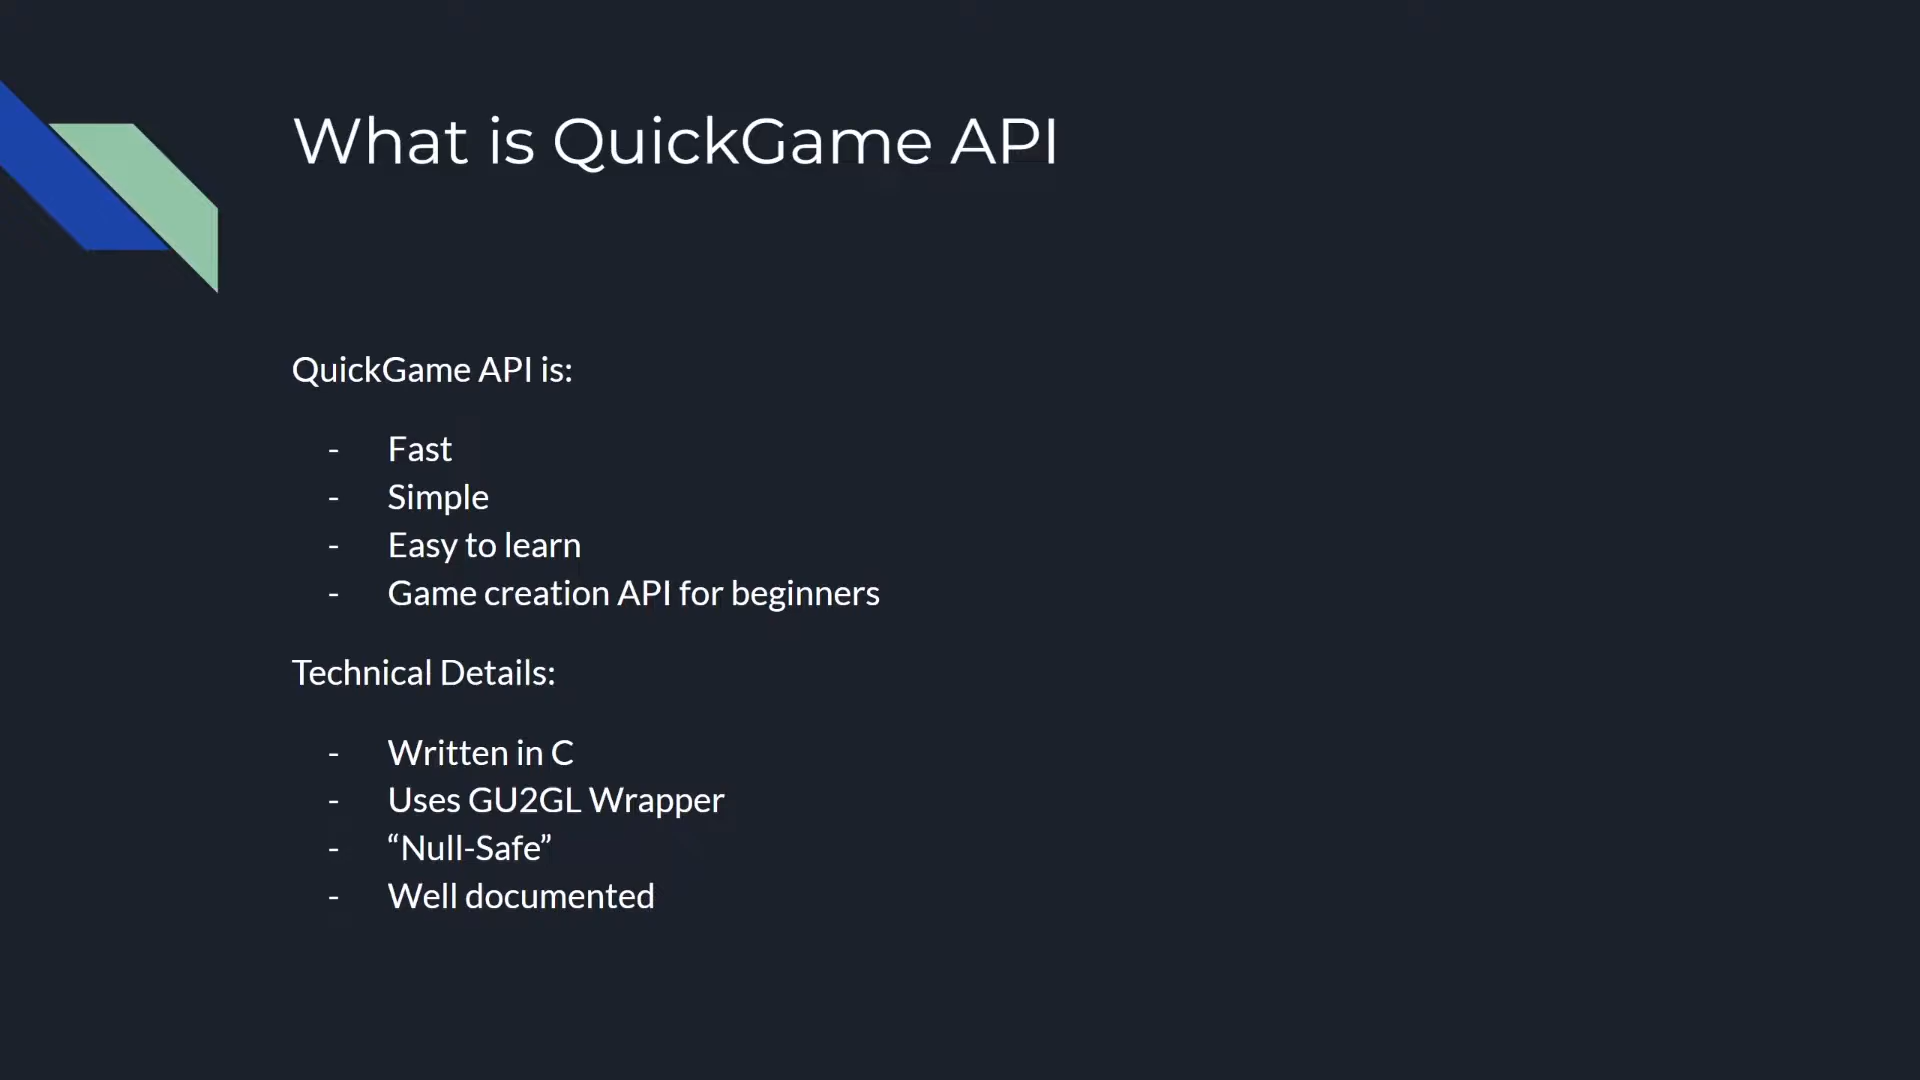 What is QuickGame API
QuickGame API is:
- Fast
- Simple
- Easy to learn
- Game creation API for beginners
Technical Details:
- Written in C
- Uses GU2GL Wrapper
- “Null-Safe”
- Well documented